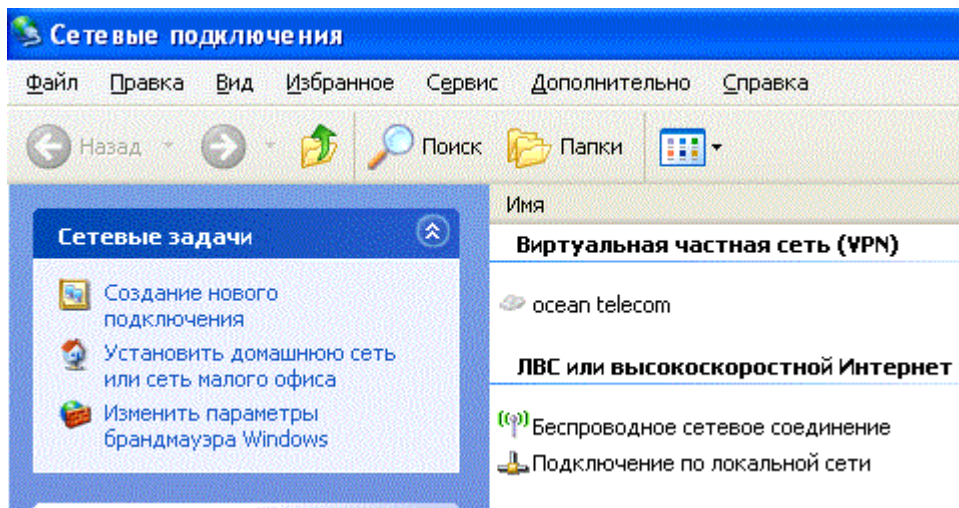 Сетевые подключения
Файл Правка Вид Избранное Сервис Дополнительно Справка
Назад Поиск Папки
Имя
Сетевые задачи
Создание нового
подключения
Установить домашнюю сеть
или сеть малого офиса
Изменить параметры
брандмауэра Windows
Виртуальная частная сеть (VPN)
ocean telecom
ЛВС или высокоскоростной Интернет
Беспроводное сетевое соединение
Подключение по локальной сети